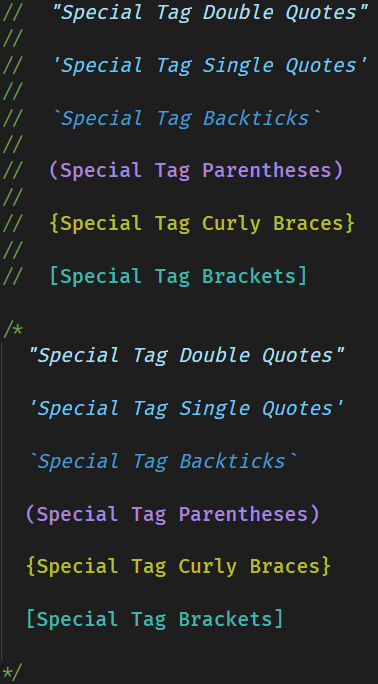 //  "Special Tag Double Quotes"
//
//  'Special Tag Single Quotes'
//
//  `Special Tag Backticks`
//
//  (Special Tag Parentheses)
//
//  {Special Tag Curly Braces}
//
//  [Special Tag Brackets]
/*
"Special Tag Double Quotes"
'Special Tag Single Quotes'
`Special Tag Backticks`
(Special Tag Parentheses)
{Special Tag Curly Braces}
[Special Tag Brackets]
*/